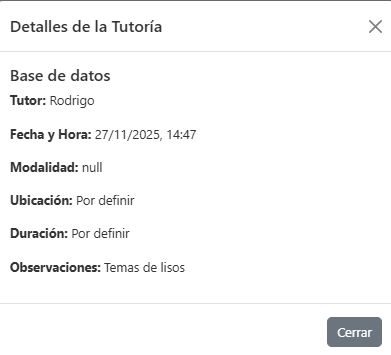 Detalles de la Tutoría
Base de datos
Tutor: Rodrigo
Fecha y Hora: 27/11/2025, 14:47
Modalidad: null
Ubicación: Por definir
Duración: Por definir
Observaciones: Temas de lisos
Cerrar